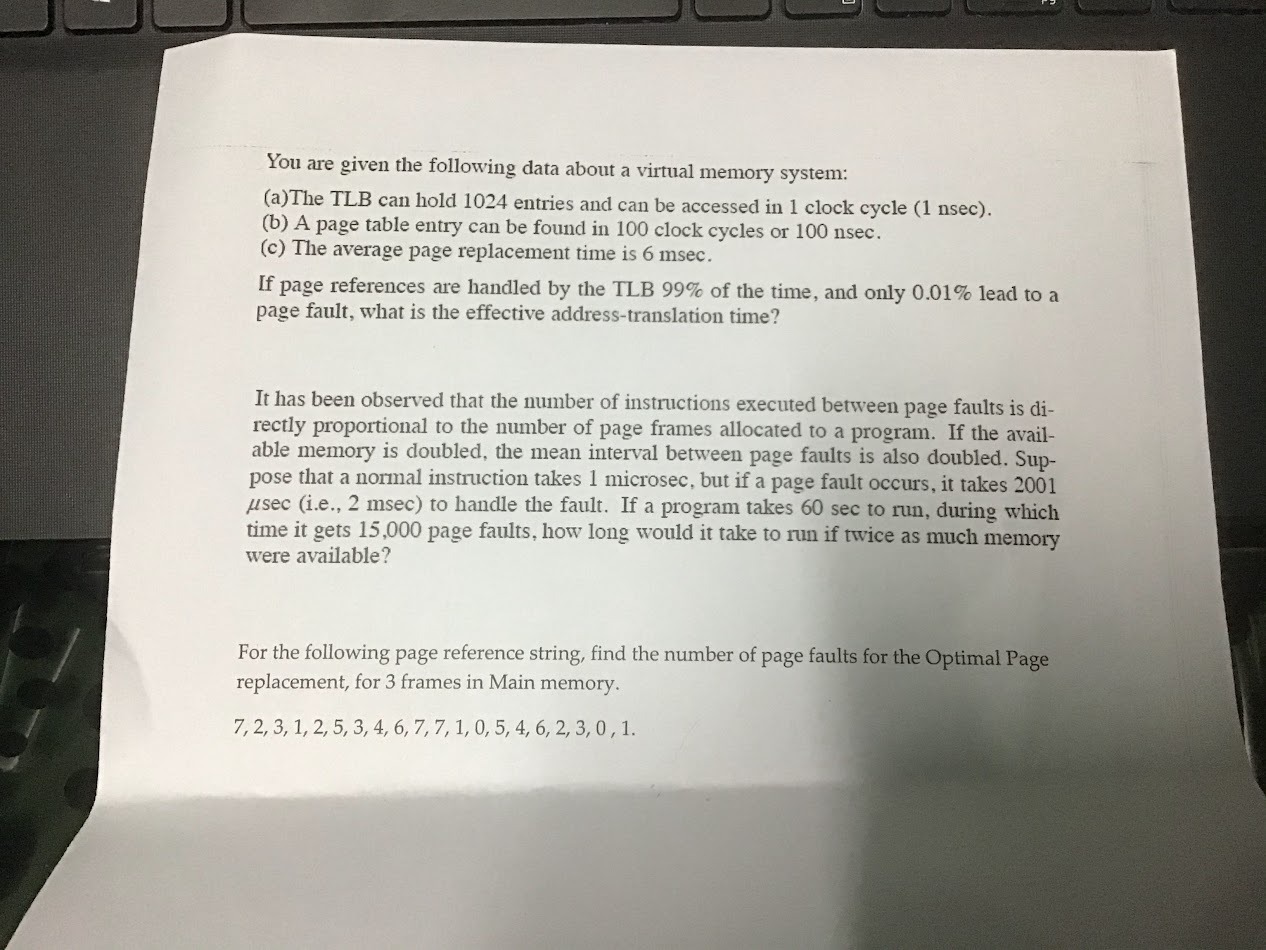 You are given the following data about a virtual memory system:
(a)The TLB can hold 1024 entries and can be accessed in 1 clock cycle (1 nsec).
(b) A page table entry can be found in 100 clock cycles or 100 nsec.
(c) The average page replacement time is 6 msec.
If page references are handled by the TLB 99% of the time, and only 0.01% lead to a
page fault, what is the effective address-translation time?
It has been observed that the number of instructions executed between page faults is di-
rectly proportional to the number of page frames allocated to a program. If the avail-
able memory is doubled, the mean interval between page faults is also doubled. Sup-
pose that a normal instruction takes 1 microsec, but if a page fault occurs, it takes 2001
μsec (i.e., 2 msec) to handle the fault. If a program takes 60 sec to run, during which
time it gets 15,000 page faults, how long would it take to run if twice as much memory
were available?
For the following page reference string, find the number of page faults for the Optimal Page
replacement, for 3 frames in Main memory.
7, 2, 3, 1, 2, 5, 3, 4, 6, 7, 7, 1, 0, 5, 4, 6, 2, 3, 0 , 1.